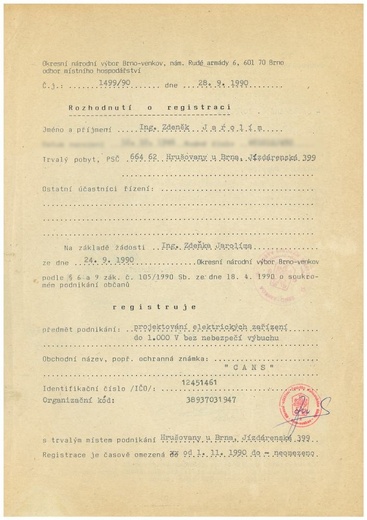 Okresní národní výbor Brno-venkov, nám. Rudé armády 6, 601 70 Brno
odbor místního hospodářství
Č.j.: 1499/90 dne 28. 9. 1990
Rozhodnutí o registraci
Jméno a příjmení Ing. Zdeněk Jarolím
Trvalý pobyt, PSČ 664 62 Hrušovany u Brna, Jízdárenská 399
Ostatní účastníci řízení:
Na základě žádosti Ing. Zdeňka Jarolíma
ze dne 24. 9. 1990 Okresní národní výbor Brno-venkov
podle § 6 a 9 zák. č. 105/1990 Sb. ze dne 18. 4. 1990 o soukro-
mém podnikání občanů
registruje
předmět podnikání: projektování elektrických zařízení
do 1.000 V bez nebezpečí výbuchu
Obchodní název, popř. ochranná známka:
"CANS"
12451461
Identifikační číslo /IČO/:
Organizační kód: 38937031947
s trvalým místem podnikání Hrušovany u Brna, Jízdárenská 399
Registrace je časově omezená xx od 1. 11. 1990 do - neomezeno